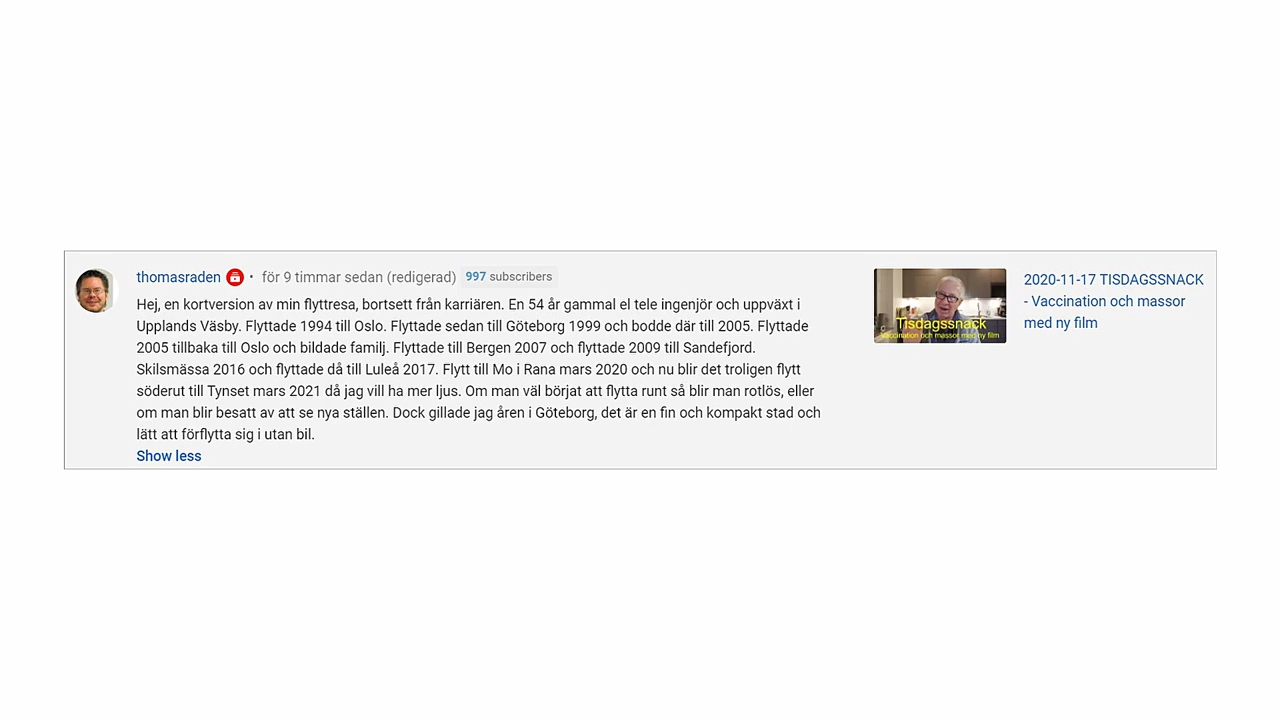 thomasraden • för 9 timmar sedan (redigerad) 997 subscribers
Hej, en kortversion av min flyttresa, bortsett från karriären. En 54 år gammal el tele ingenjör och uppväxt i
Upplands Väsby. Flyttade 1994 till Oslo. Flyttade sedan till Göteborg 1999 och bodde där till 2005. Flyttade
2005 tillbaka till Oslo och bildade familj. Flyttade till Bergen 2007 och flyttade 2009 till Sandefjord.
Skilsmässa 2016 och flyttade då till Luleå 2017. Flytt till Mo i Rana mars 2020 och nu blir det troligen flytt
söderut till Tynset mars 2021 då jag vill ha mer ljus. Om man väl börjat att flytta runt så blir man rotlös, eller
om man blir besatt av att se nya ställen. Dock gillade jag åren i Göteborg, det är en fin och kompakt stad och
lätt att förflytta sig i utan bil.
Show less
Tisdagssnack
Vaccination och massor med ny film
2020-11-17 TISDAGSSNACK
- Vaccination och massor
med ny film